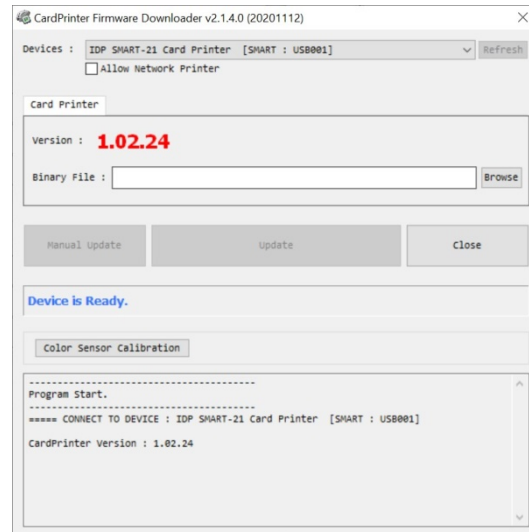 CardPrinter Firmware Downloader v2.1.4.0 (20201112)
Devices : IDP SMART-21 Card Printer [SMART : USB001] Refresh
Allow Network Printer
Card Printer
Version : 1.02.24
Binary File : Browse
Manual Update Update Close
Device is Ready.
Color Sensor Calibration
----------------------------------------
Program Start.
----------------------------------------
===== CONNECT TO DEVICE : IDP SMART-21 Card Printer [SMART : USB001]
CardPrinter Version : 1.02.24